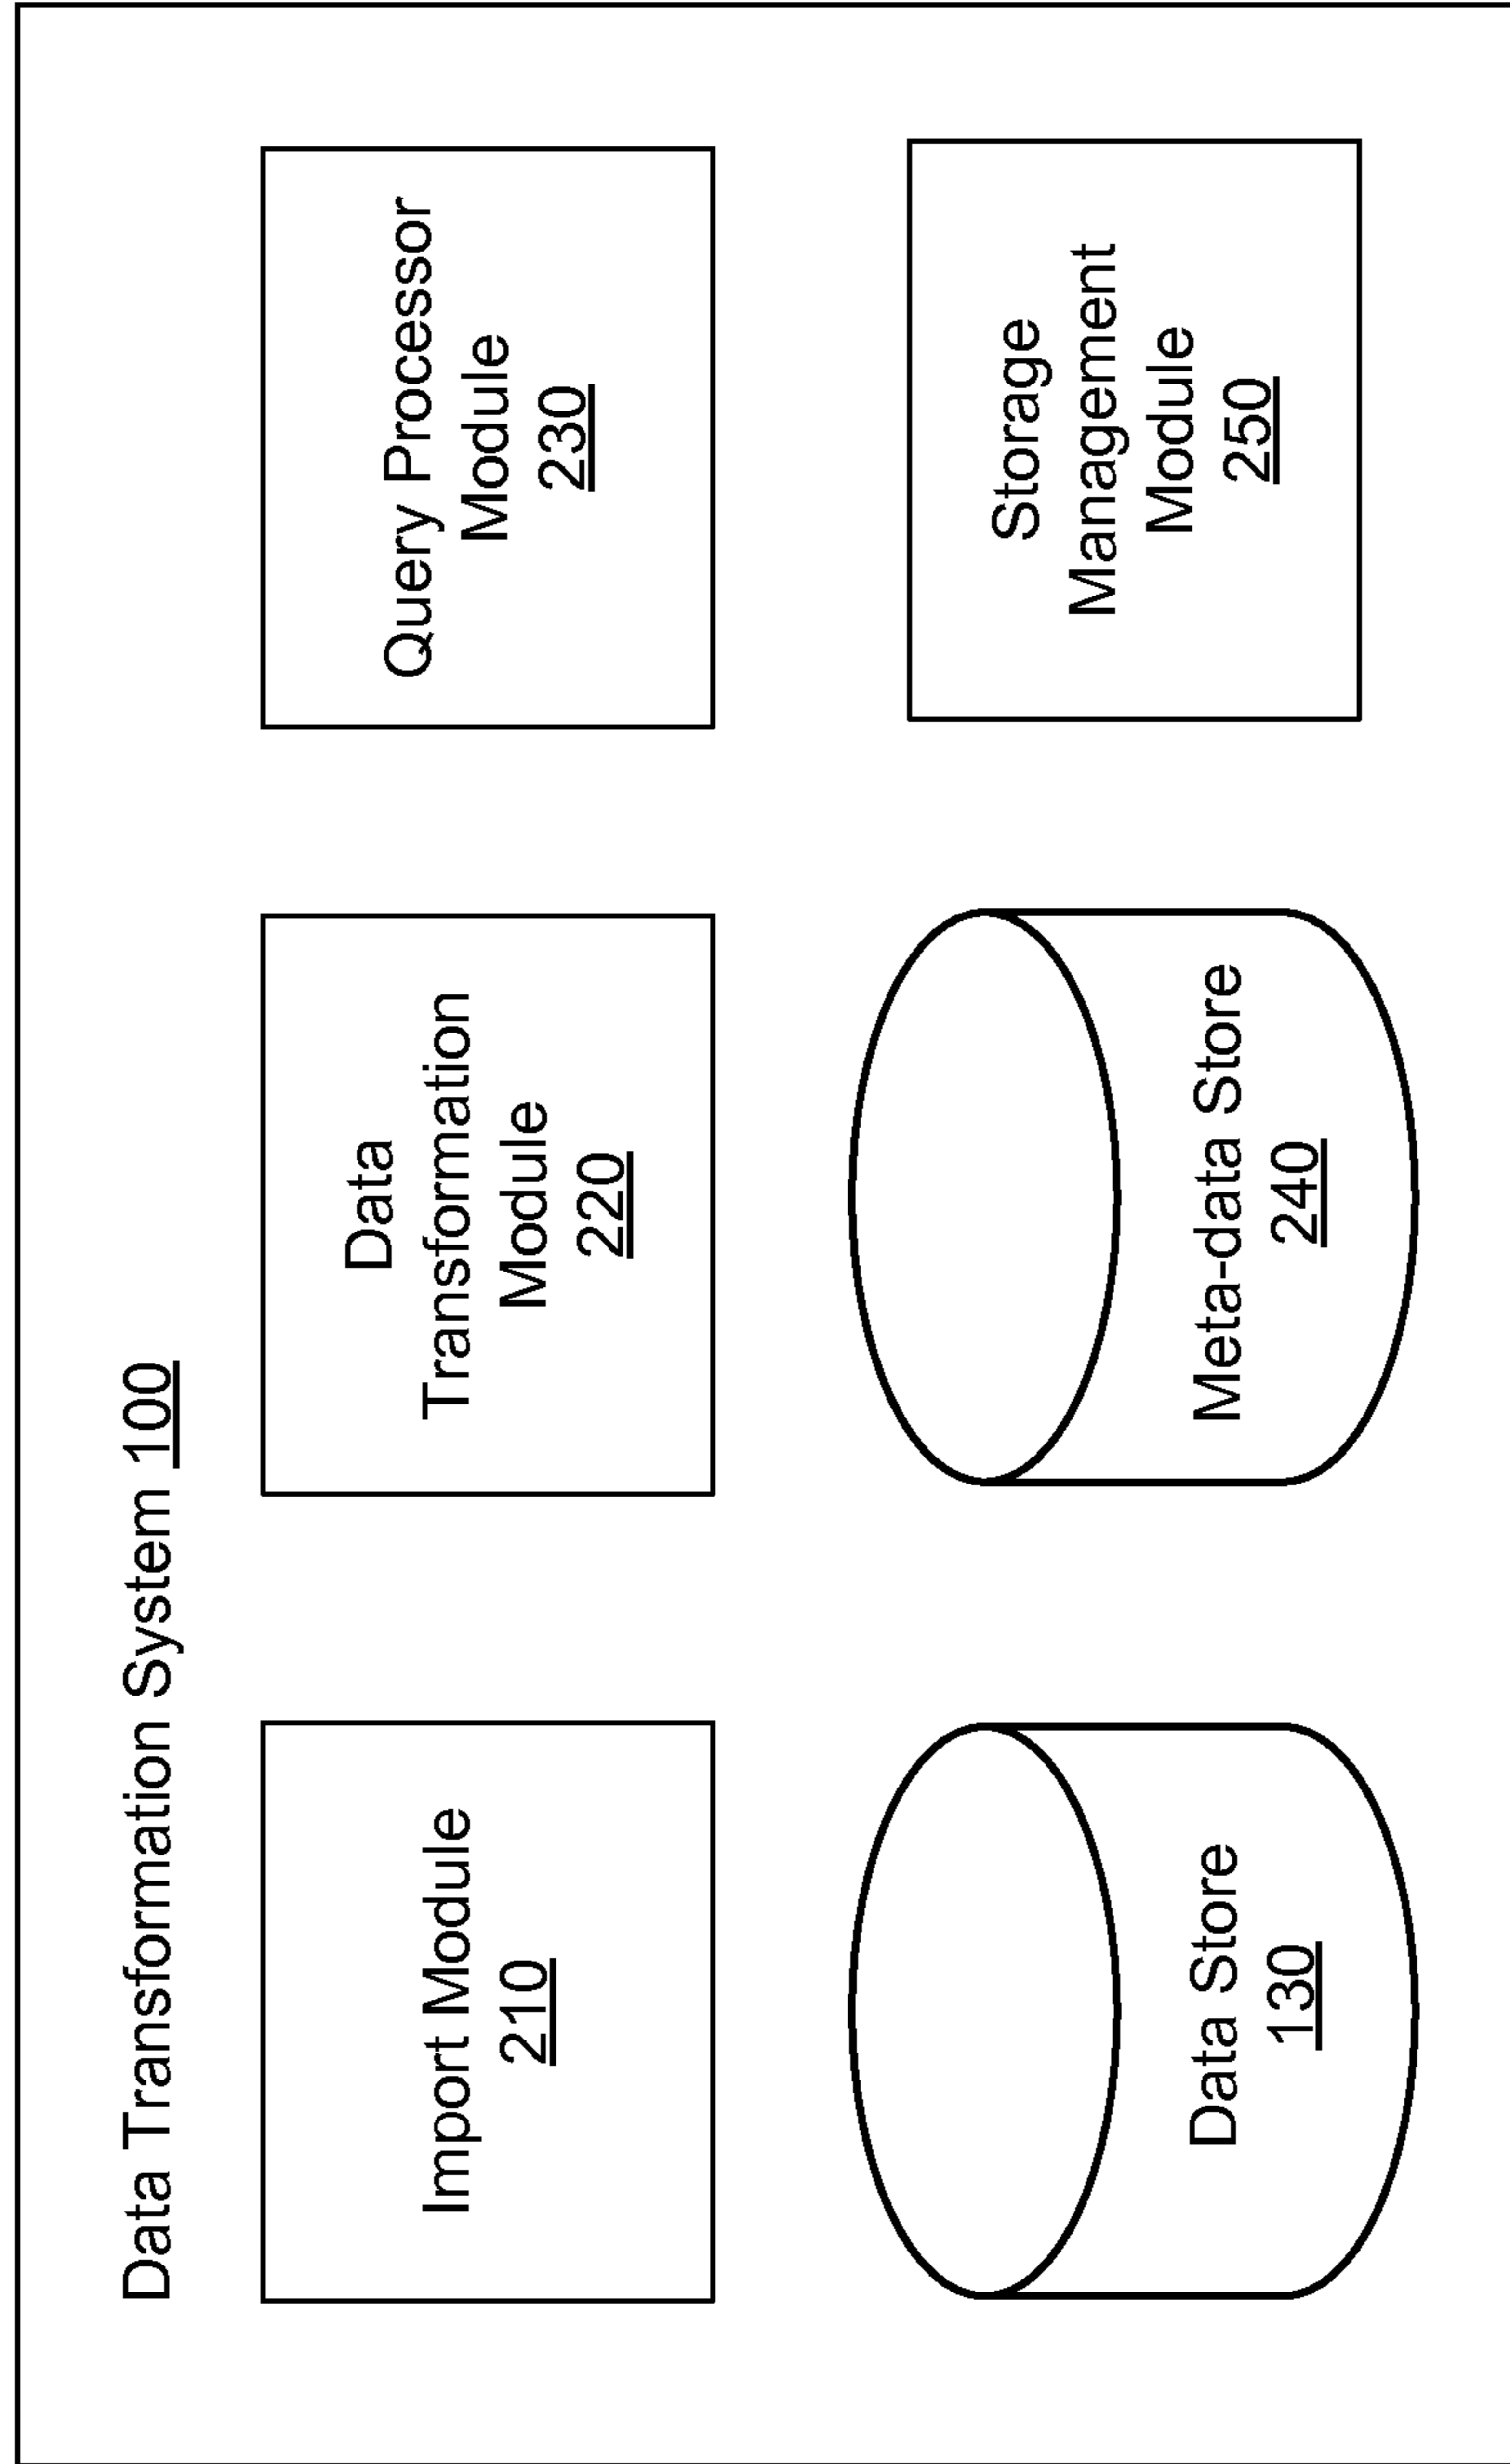 Data Transformation System 100
Import Module
210
Data
Transformation
Module
220
Query Processor
Module
230
Data Store
130
Meta-data Store
240
Storage
Management
Module
250